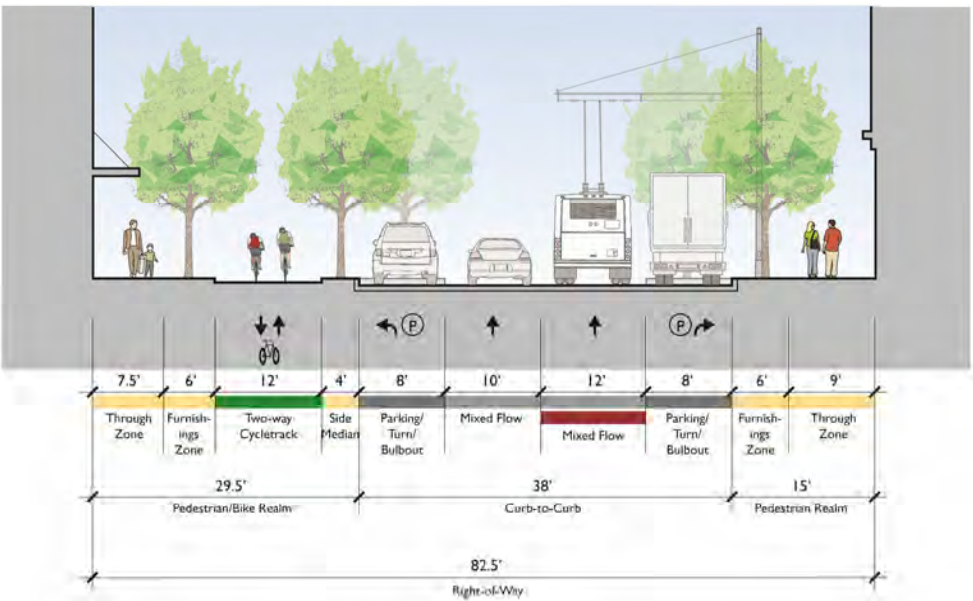 P
P
7.5'
6'
12'
4'
8'
10'
12'
8'
6'
9'
Through
Zone
Furnish-
ings
Zone
Two-way
Cycletrack
Side
Median
Parking/
Turn/
Bulbout
Mixed Flow
Mixed Flow
Parking/
Turn/
Bulbout
Furnish-
ings
Zone
Through
Zone
29.5'
38'
15'
Pedestrian/Bike Realm
Curb-to-Curb
Pedestrian Realm
82.5'
Right-of-Way